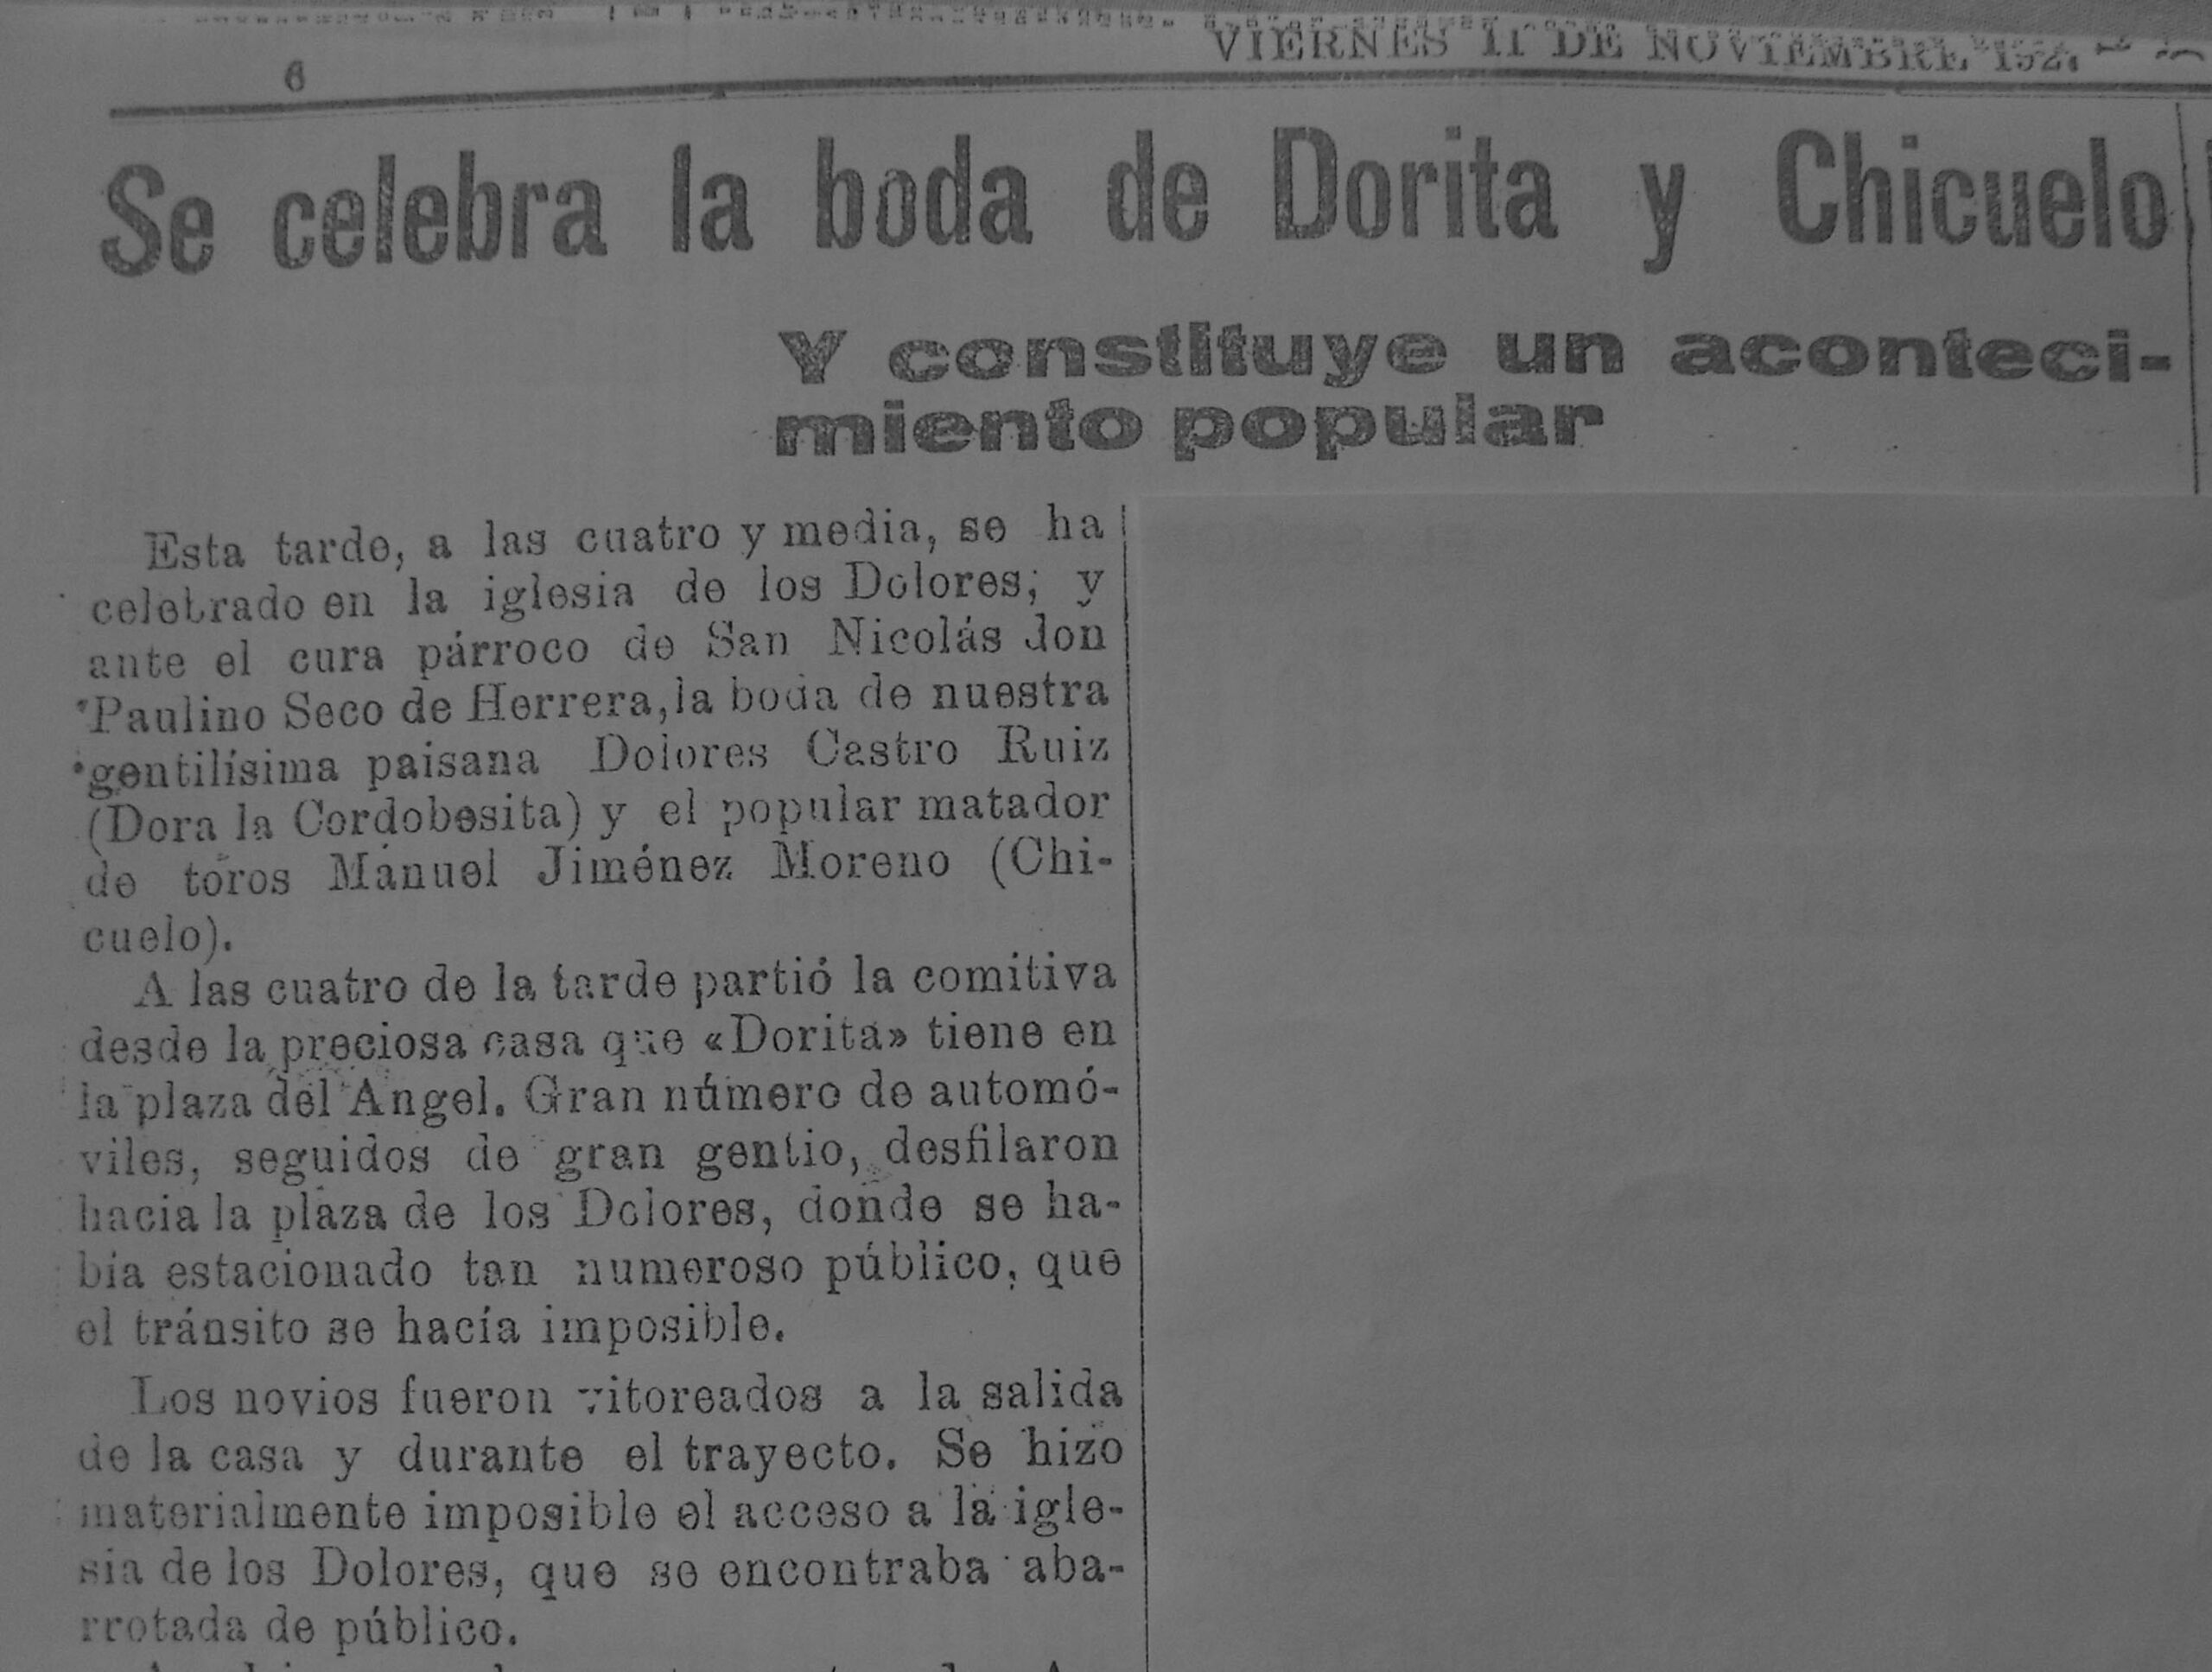 VIERNES 11 DE NOVIEMBRE 192
6
Se celebra la boda de Dorita y Chicuelo
Y constituye un aconteci-
miento popular
Esta tarde, a las cuatro y media, se ha
celebrado en la iglesia de los Dolores; y
ante el cura párroco de San Nicolás don
Paulino Seco de Herrera, la boda de nuestra
gentilísima paisana Dolores Castro Ruiz
(Dora la Cordobesita) y el popular matador
de toros Manuel Jiménez Moreno (Chi-
cuelo).
A las cuatro de la tarde partió la comitiva
desde la preciosa casa que «Dorita» tiene en
la plaza del Angel. Gran número de automó-
viles, seguidos de gran gentio, desfilaron
hacia la plaza de los Dolores, donde se ha-
bía estacionado tan numeroso público, que
el tránsito se hacía imposible.
Los novios fueron vitoreados a la salida
de la casa y durante el trayecto. Se hizo
materialmente imposible el acceso a la igle-
sia de los Dolores, que se encontraba aba-
rrotada de público.